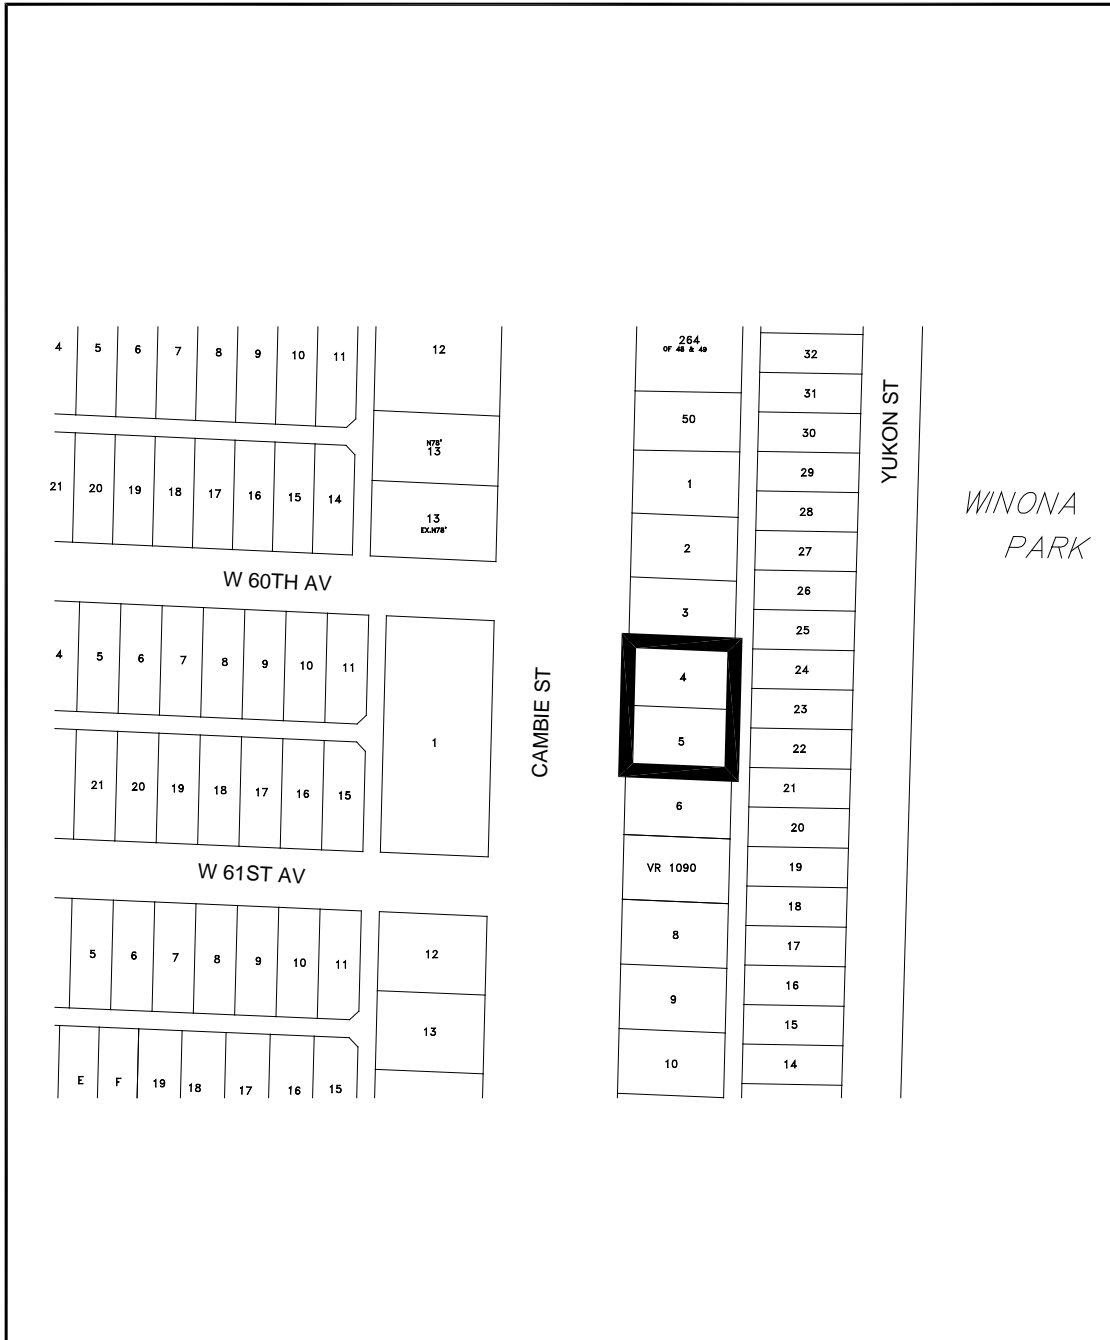 4 5 6 7 8 9 10 11 12
264
OF 48 & 49
32
31
50
30
N78'
13
29
21 20 19 18 17 16 15 14
1
28
13
EX.N78'
2
27
26
3
25
W 60TH AV
YUKON ST
WINONA
PARK
4 5 6 7 8 9 10 11
1
CAMBIE ST
4
24
23
5
22
21 20 19 18 17 16 15
21
6
20
W 61ST AV
VR 1090
19
18
5 6 7 8 9 10 11 12
8
17
16
13
9
15
E F 19 18 17 16 15
10
14